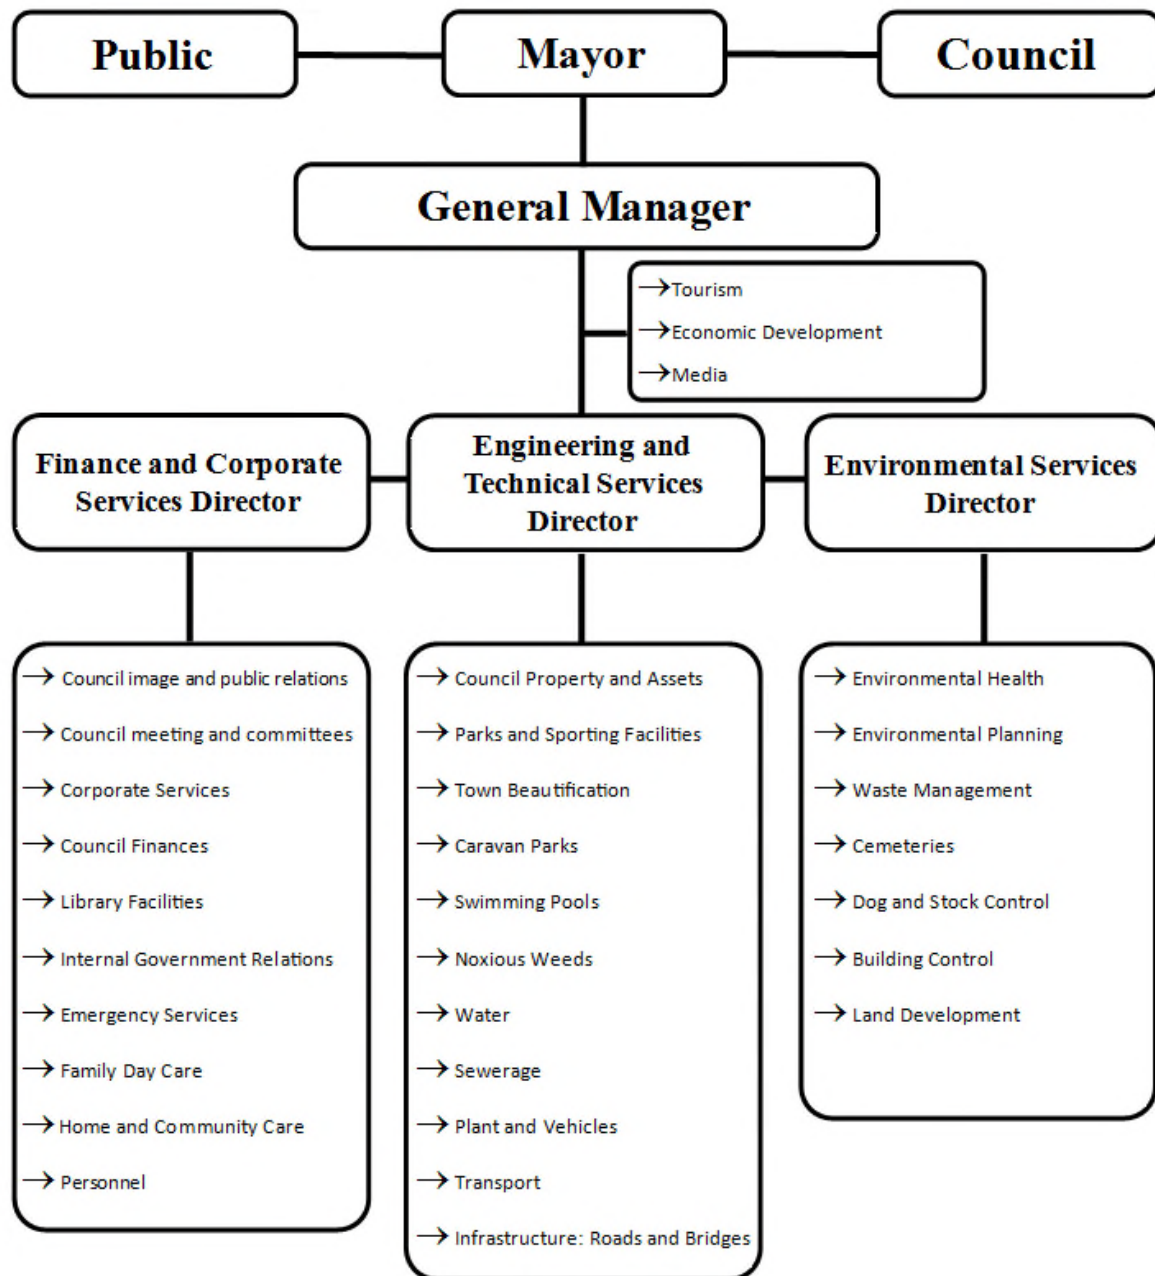 Public
Mayor
Council
General Manager
→Tourism
→Economic Development
→Media
Finance and Corporate
Services Director
Engineering and
Technical Services
Director
Environmental Services
Director
→ Council image and public relations
→ Council meeting and committees
→ Corporate Services
→ Council Finances
→ Library Facilities
→ Internal Government Relations
→ Emergency Services
→ Family Day Care
→ Home and Community Care
→ Personnel
→ Council Property and Assets
→ Parks and Sporting Facilities
→ Town Beautification
→ Caravan Parks
→ Swimming Pools
→ Noxious Weeds
→ Water
→ Sewerage
→ Plant and Vehicles
→ Transport
→ Infrastructure: Roads and Bridges
→ Environmental Health
→ Environmental Planning
→ Waste Management
→ Cemeteries
→ Dog and Stock Control
→ Building Control
→ Land Development